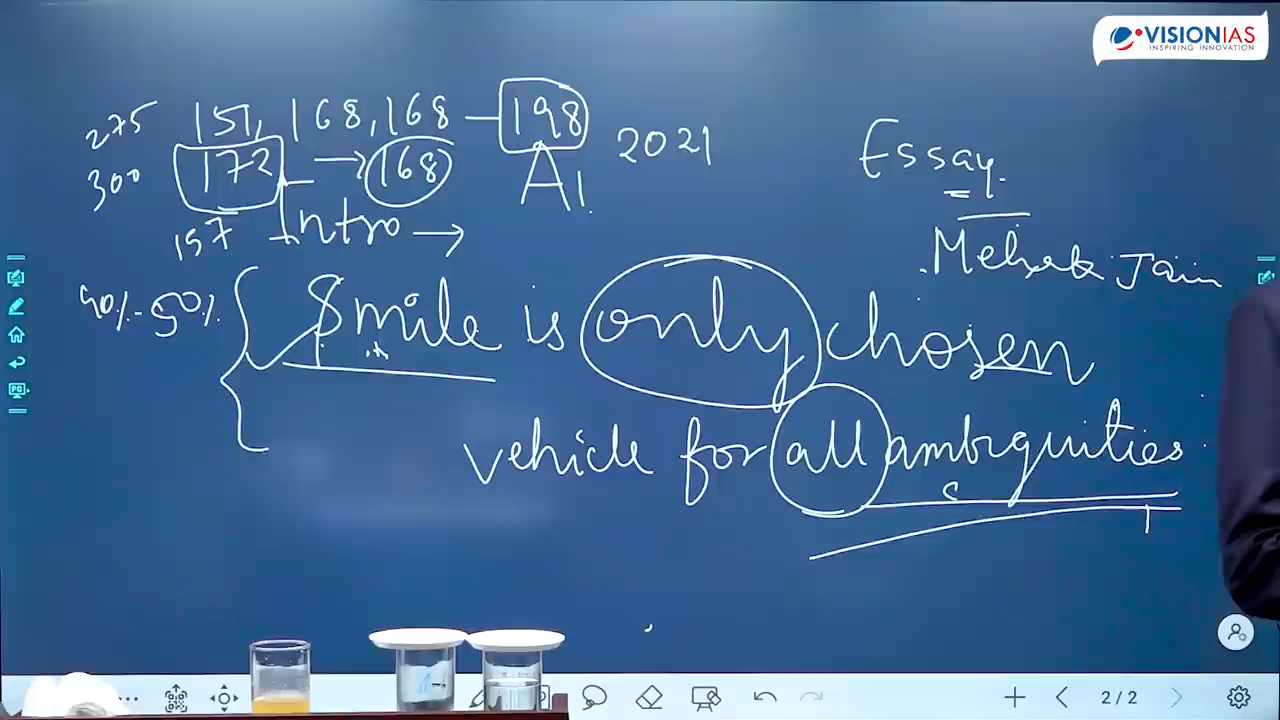 VISIONIAS
INSPIRING INNOVATION
275 151, 168, 168 — 198 2021
300 172 → 168 A1
157 Intro →
Essay
Mehak Jain
40%-50% Smile is only chosen
vehicle for all ambiguities
2/2